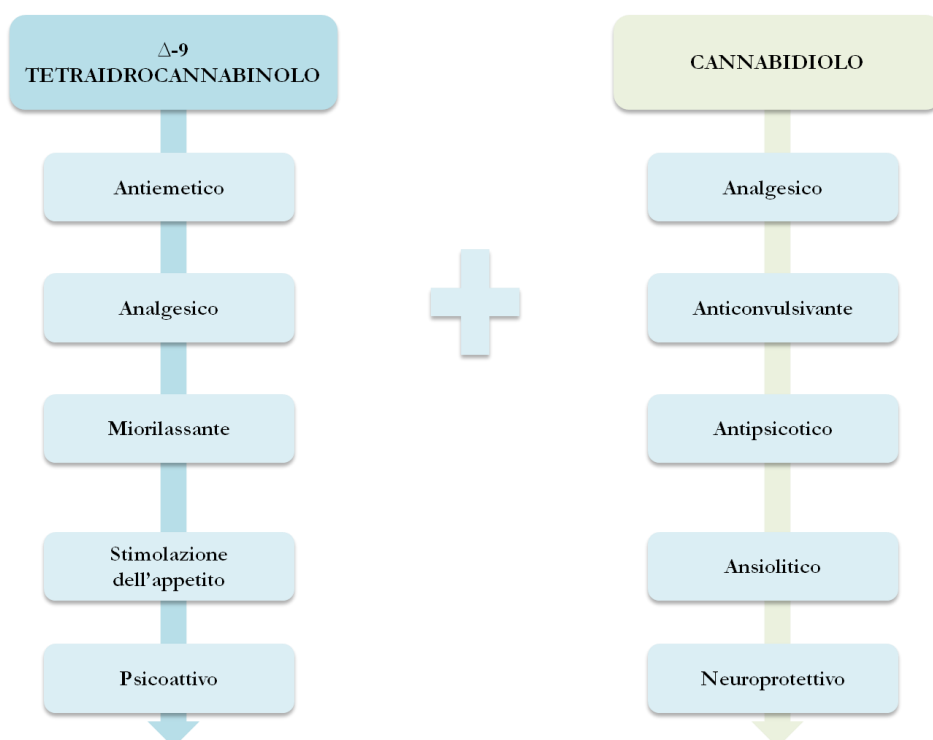 Δ-9
TETRAIDROCANNABINOLO
Antiemetico
Analgesico
Miorilassante
Stimolazione
dell’appetito
Psicoattivo
CANNABIDIOLO
Analgesico
Anticonvulsivante
Antipsicotico
Ansiolitico
Neuroprotettivo